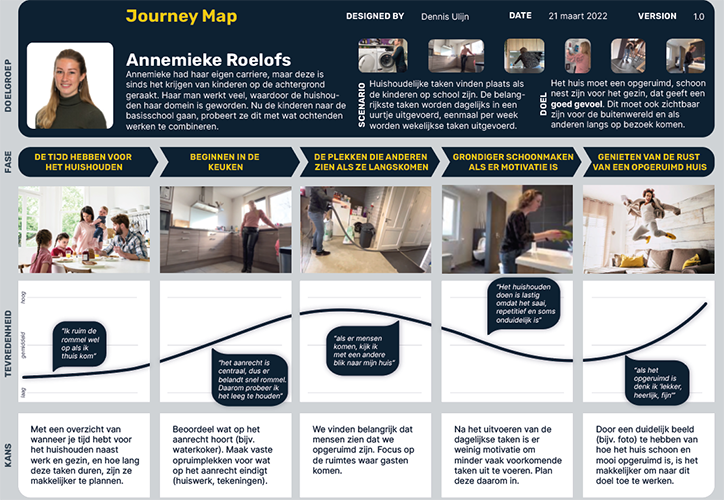 Journey Map
DESIGNED BY
Dennis Ulijn
DATE
21 maart 2022
VERSION
1.0
DOELGROEP
Annemieke Roelofs
Annemieke had haar eigen carriere, maar deze is
sinds het krijgen van kinderen op de achtergrond
geraakt. Haar man werkt veel, waardoor de huishou-
den haar domein is geworden. Nu de kinderen naar de
basisschool gaan, probeert ze dit met wat ochtenden
werken te combineren.
SCENARIO
Huishoudelijke taken vinden plaats als
de kinderen op school zijn. De belang-
rijkste taken worden dagelijks in een
uurtje uitgevoerd, eenmaal per week
worden wekelijkse taken uitgevoerd.
DOEL
Het huis moet een opgeruimd, schoon
nest zijn voor het gezin, dat geeft een
goed gevoel. Dit moet ook zichtbaar
zijn voor de buitenwereld en als
anderen langs op bezoek komen.
FASE
DE TIJD HEBBEN VOOR
HET HUISHOUDEN
BEGINNEN IN DE
KEUKEN
DE PLEKKEN DIE ANDEREN
ZIEN ALS ZE LANGSKOMEN
GRONDIGER SCHOONMAKEN
ALS ER MOTIVATIE IS
GENIETEN VAN DE RUST
VAN EEN OPGERUIMD HUIS
TEVREDENHEID
hoog
gemiddeld
laag
"Ik ruim de
rommel wel
op als ik
thuis kom"
"het aanrecht is
centraal, dus er
belandt snel rommel.
Daarom probeer ik
het leeg te houden"
"als er mensen
komen, kijk ik
met een andere
blik naar mijn huis"
"Het huishouden
doen is lastig
omdat het saai,
repetitief en soms
onduidelijk is"
"als het
opgeruimd is
denk ik 'lekker,
heerlijk, fijn'"
KANS
Met een overzicht van
wanneer je tijd hebt voor
het huishouden naast
werk en gezin, en hoe lang
deze taken duren, zijn ze
makkelijker te plannen.
Beoordeel wat op het
aanrecht hoort (bijv.
waterkoker). Maak vaste
opruimplekken voor wat
op het aanrecht eindigt
(huiswerk, tekeningen).
We vinden belangrijk dat
mensen zien dat we
opgeruimd zijn. Focus op
de ruimtes waar gasten
komen.
Na het uitvoeren van de
dagelijkse taken is er
weinig motivatie om
minder vaak voorkomende
taken uit te voeren. Plan
deze daarom in.
Door een duidelijk beeld
(bijv. foto) te hebben van
hoe het huis schoon en
mooi opgeruimd is, is het
makkelijker om naar dit
doel toe te werken.